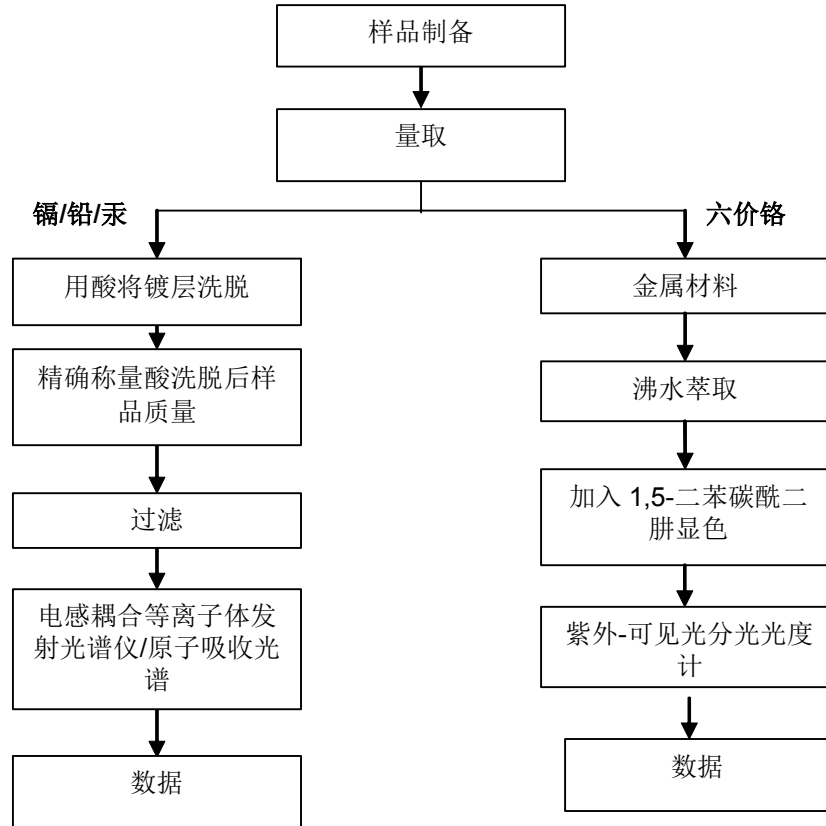 样品制备
量取
镉/铅/汞
用酸将镀层洗脱
精确称量酸洗脱后样
品质量
过滤
电感耦合等离子体发
射光谱仪/原子吸收光
谱
数据
六价铬
金属材料
沸水萃取
加入 1,5-二苯碳酰二
肼显色
紫外-可见光分光光度
计
数据